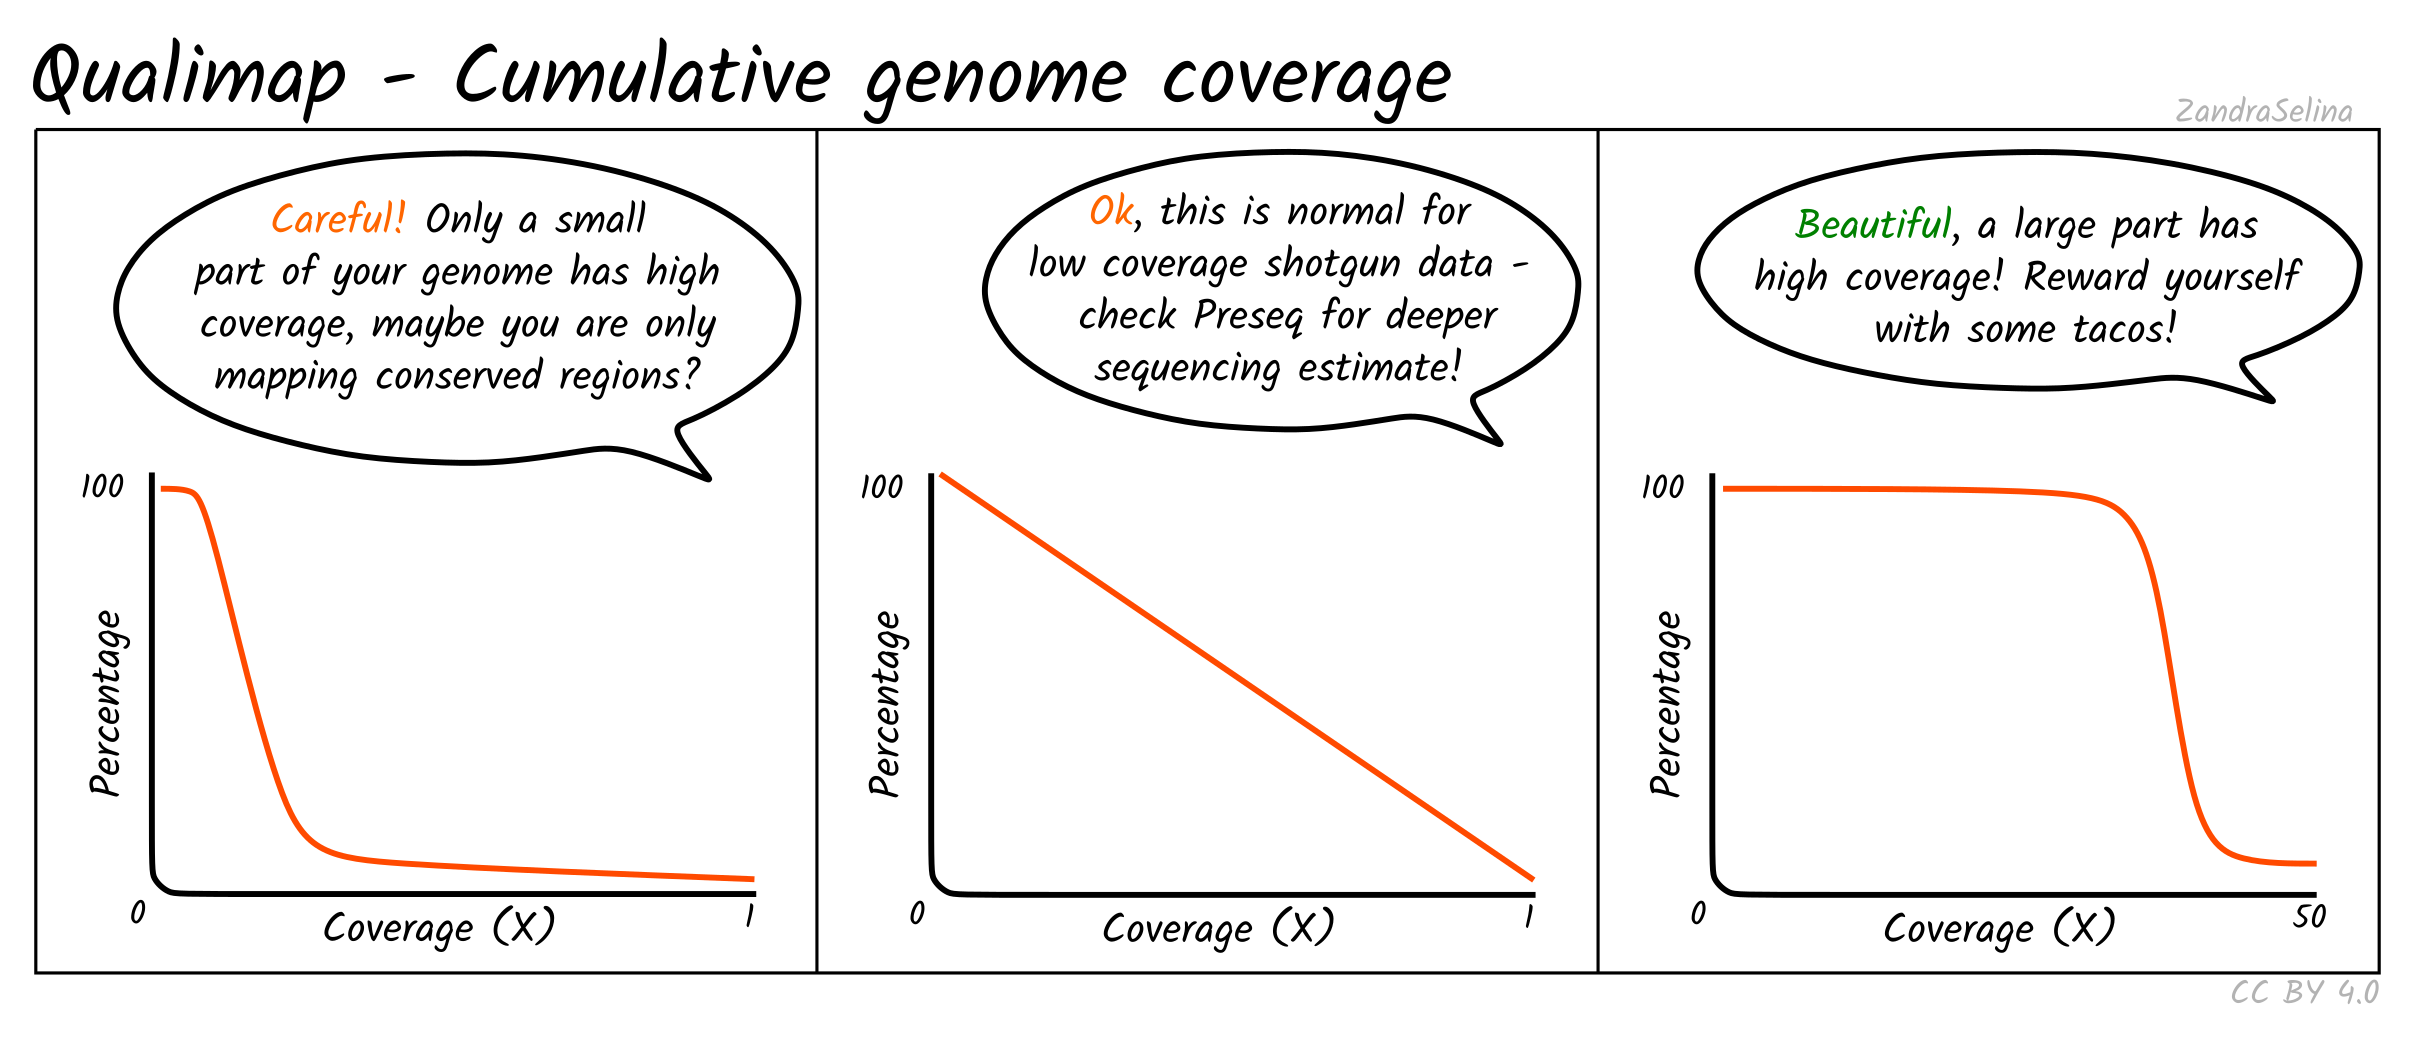 Qualimap - Cumulative genome coverage
ZandraSelina
Careful! Only a small
part of your genome has high
coverage, maybe you are only
mapping conserved regions?
100
Percentage
0
Coverage (X)
1
Ok, this is normal for
low coverage shotgun data -
check Preseq for deeper
sequencing estimate!
100
Percentage
0
Coverage (X)
1
Beautiful, a large part has
high coverage! Reward yourself
with some tacos!
100
Percentage
0
Coverage (X)
50
CC BY 4.0